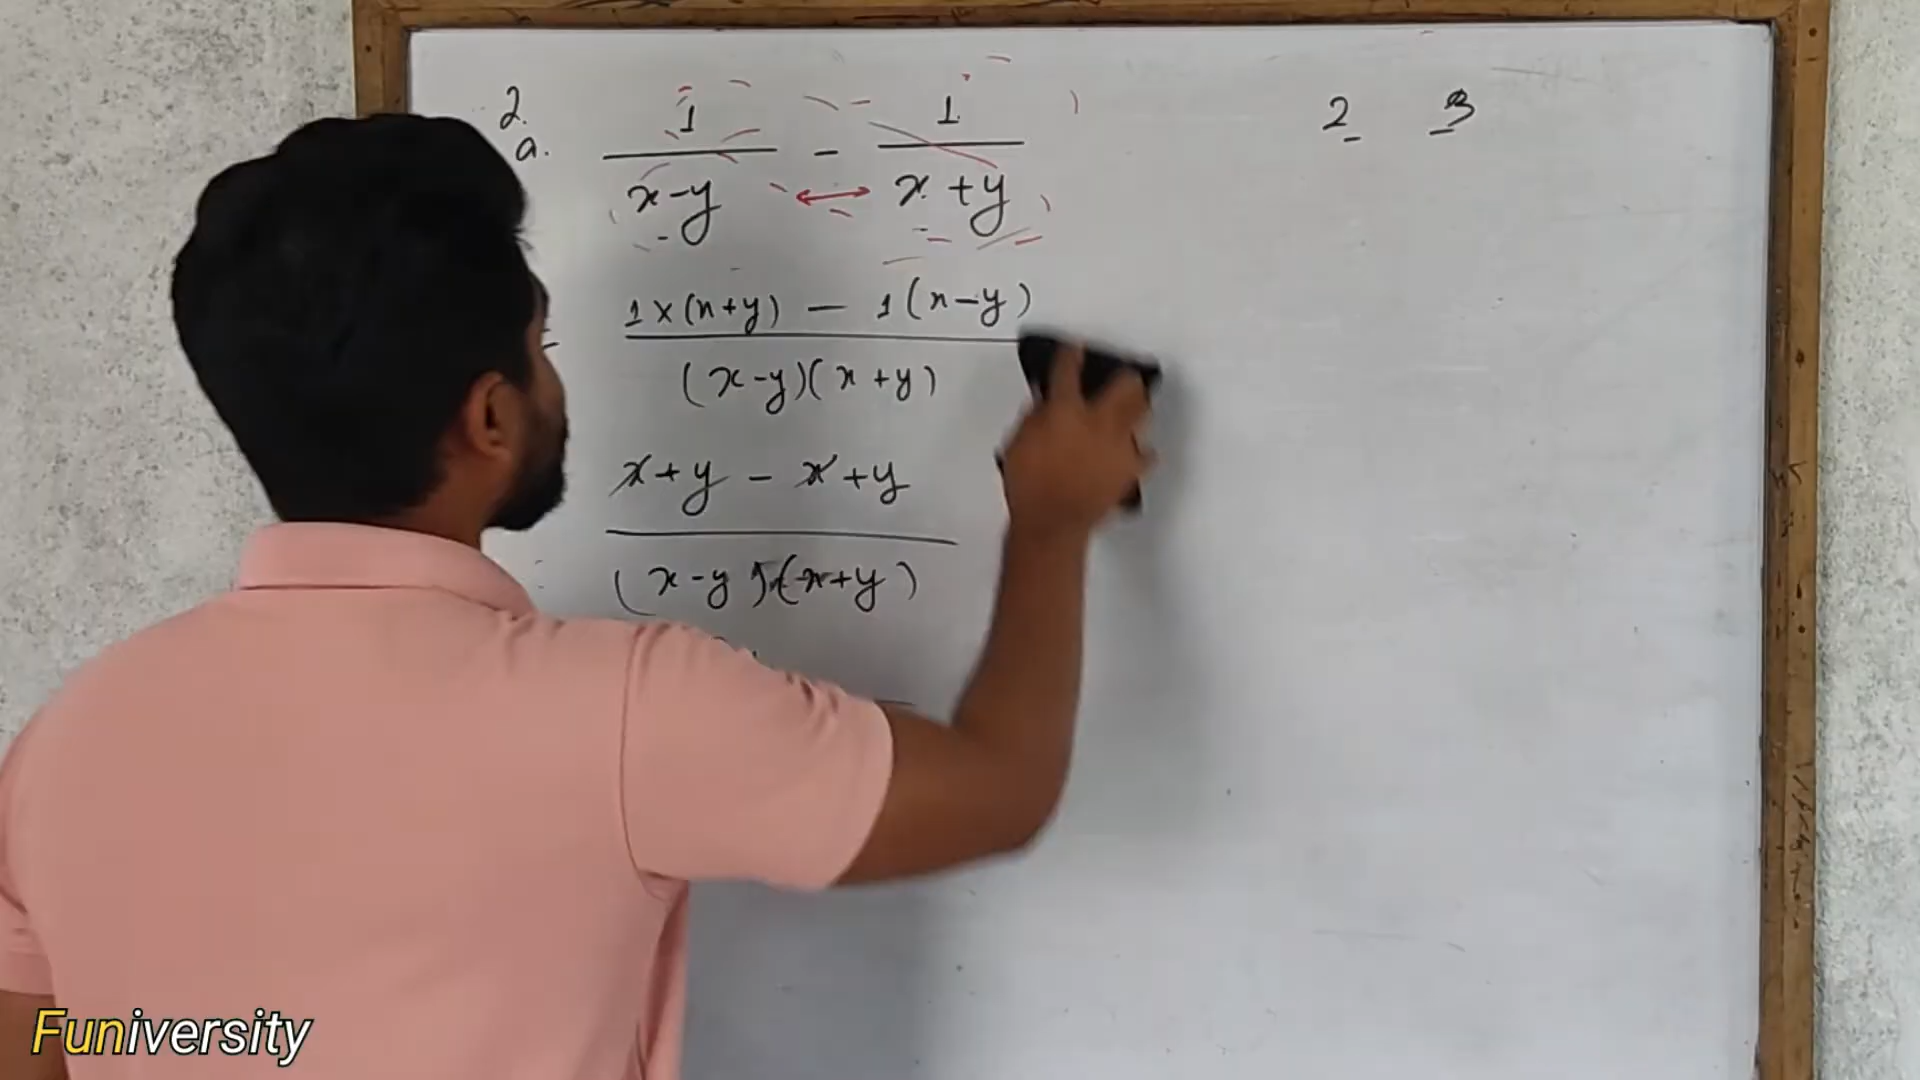 2. 1 1 2 3
a. ― - ―
x-y ↔ x+y
1×(x+y) — 1(x-y)
(x-y)(x+y)
x+y - x+y
(x-y)(x+y)
Funiversity